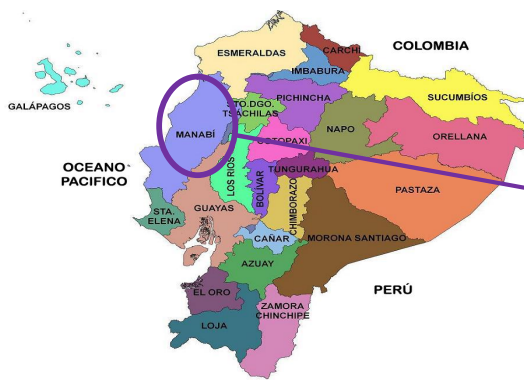 ESMERALDAS
CARCHI
COLOMBIA
IMBABURA
GALÁPAGOS
PICHINCHA
SUCUMBÍOS
STO.DGO.
TSÁCHILAS
MANABÍ
NAPO
ORELLANA
COTOPAXI
OCEANO
PACIFICO
TUNGURAHUA
LOS RIOS
BOLÍVAR
CHIMBORAZO
PASTAZA
STA.
ELENA
GUAYAS
CAÑAR
MORONA SANTIAGO
AZUAY
EL ORO
PERÚ
ZAMORA
CHINCHIPE
LOJA